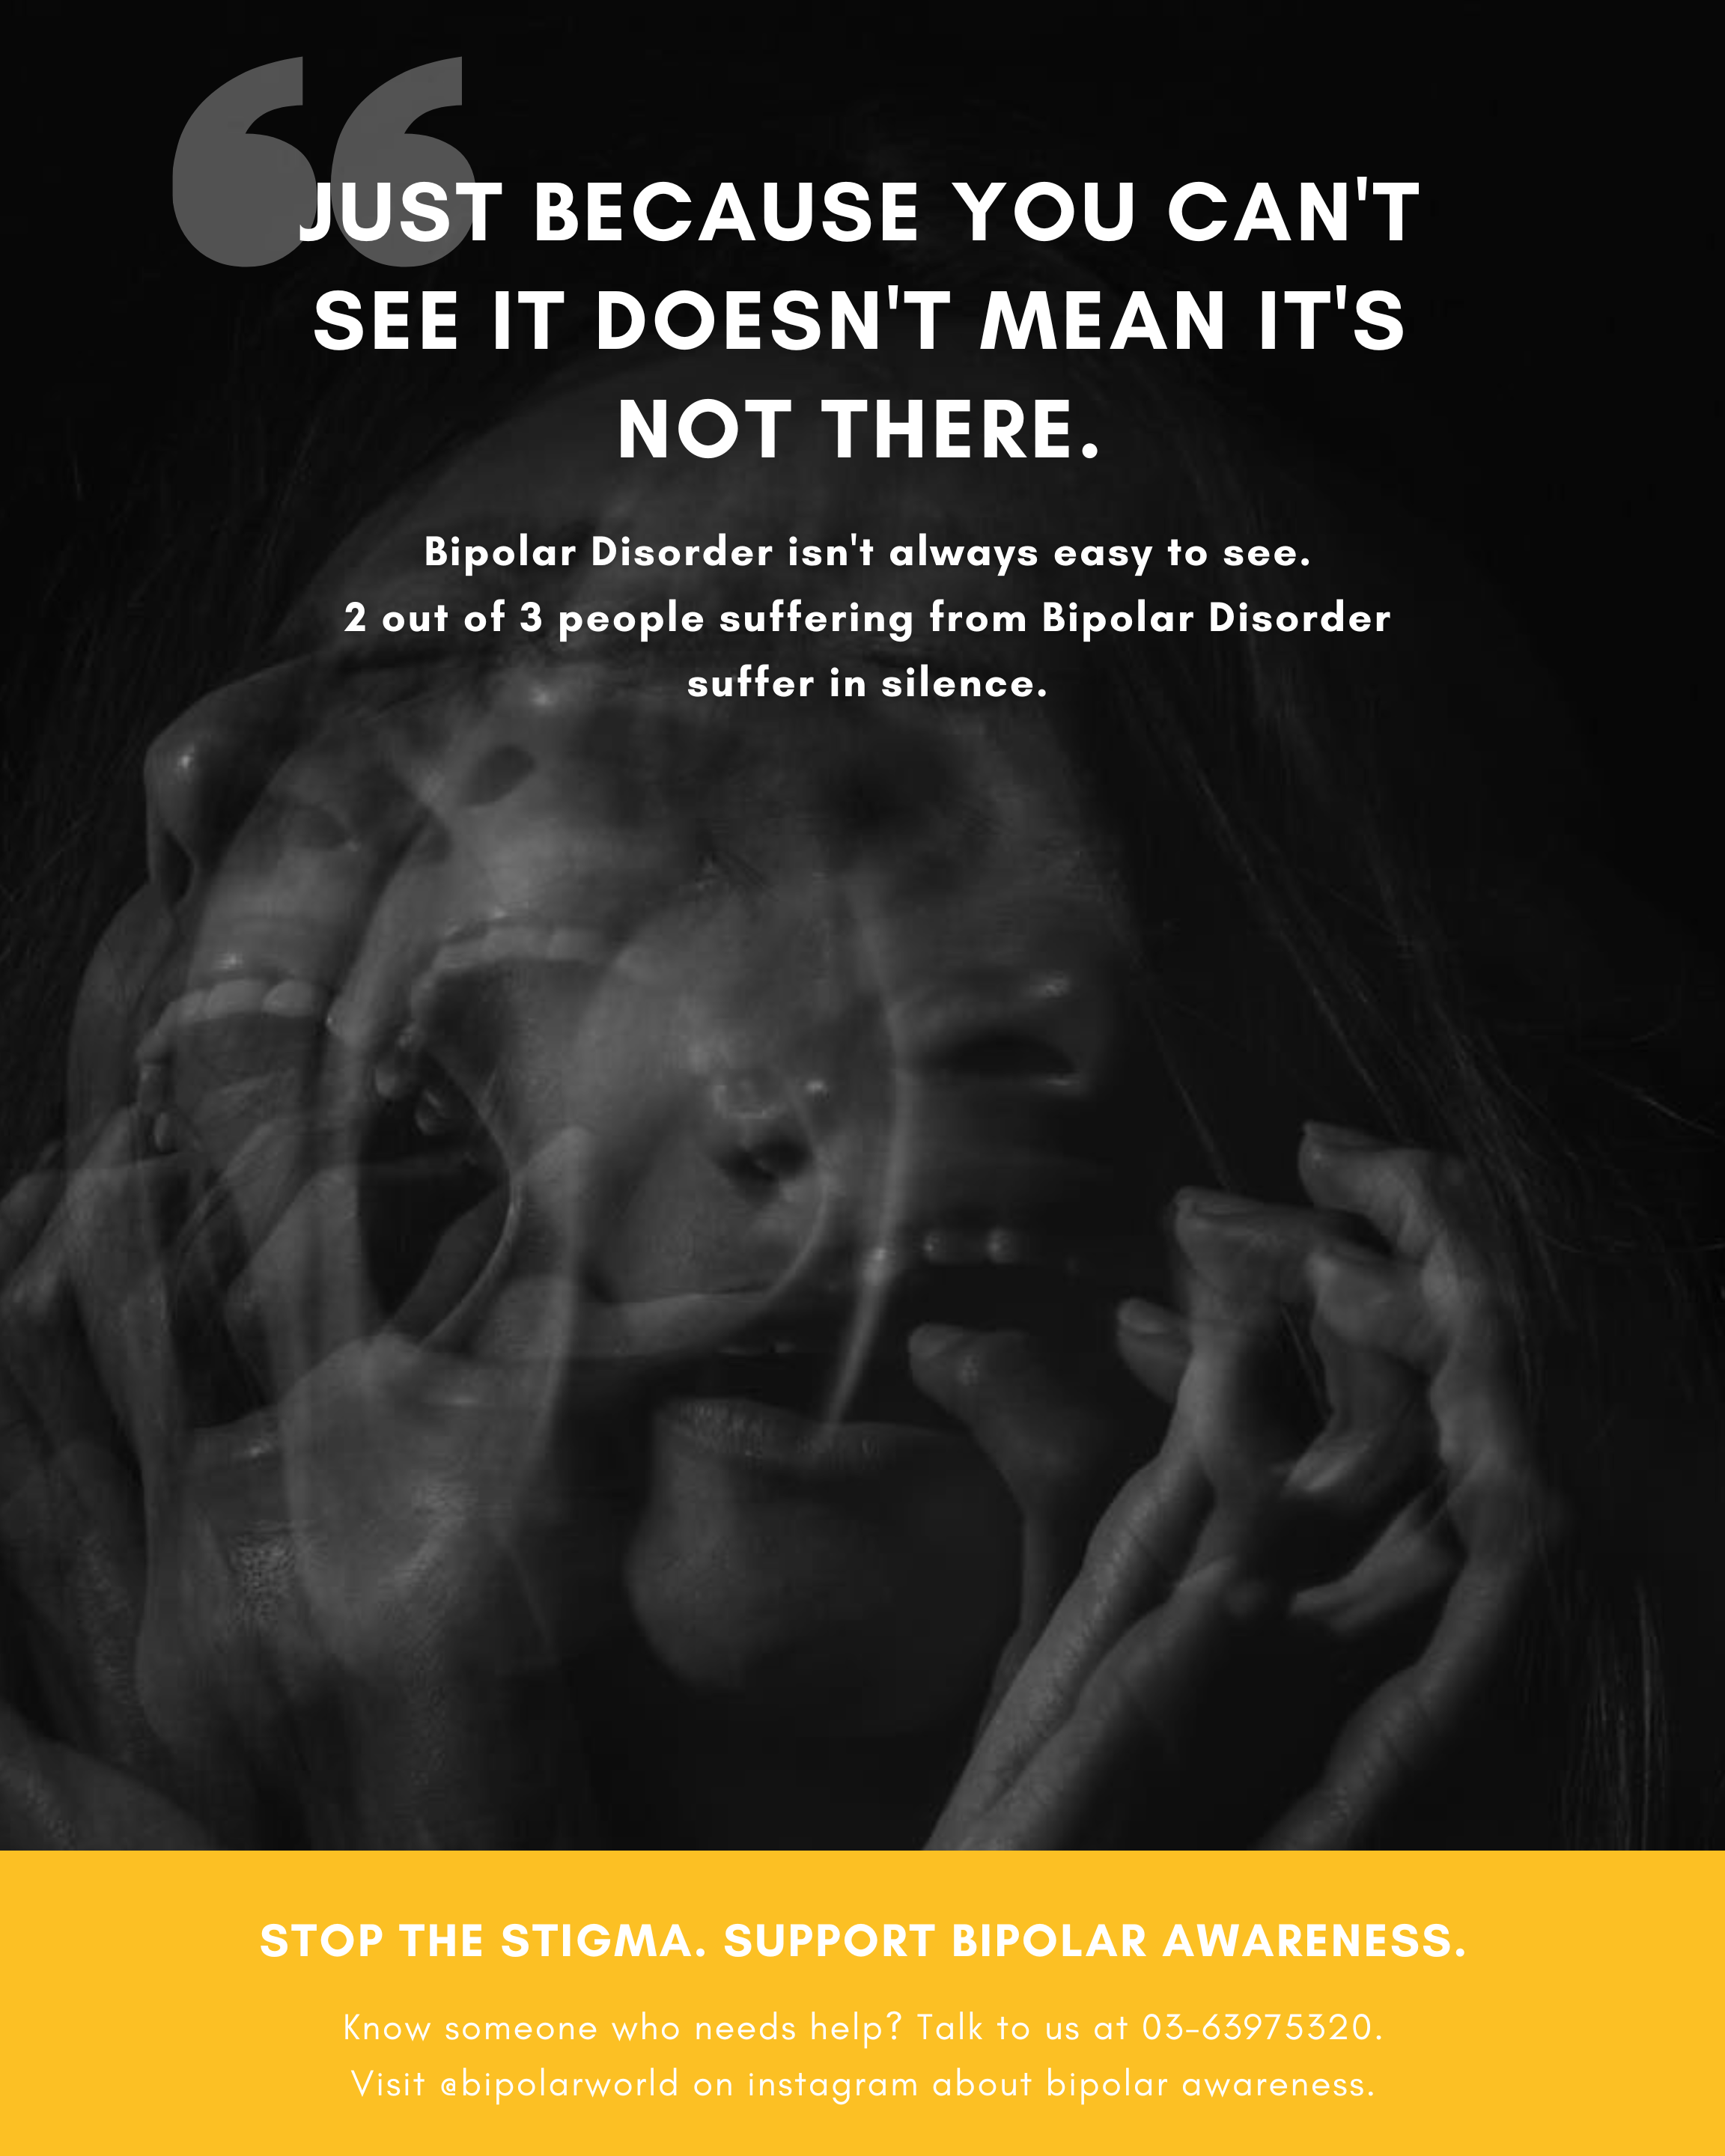 JUST BECAUSE YOU CAN'T
SEE IT DOESN'T MEAN IT'S
NOT THERE.
Bipolar Disorder isn't always easy to see.
2 out of 3 people suffering from Bipolar Disorder
suffer in silence.
STOP THE STIGMA. SUPPORT BIPOLAR AWARENESS.
Know someone who needs help? Talk to us at 03-63975320.
Visit @bipolarworld on instagram about bipolar awareness.